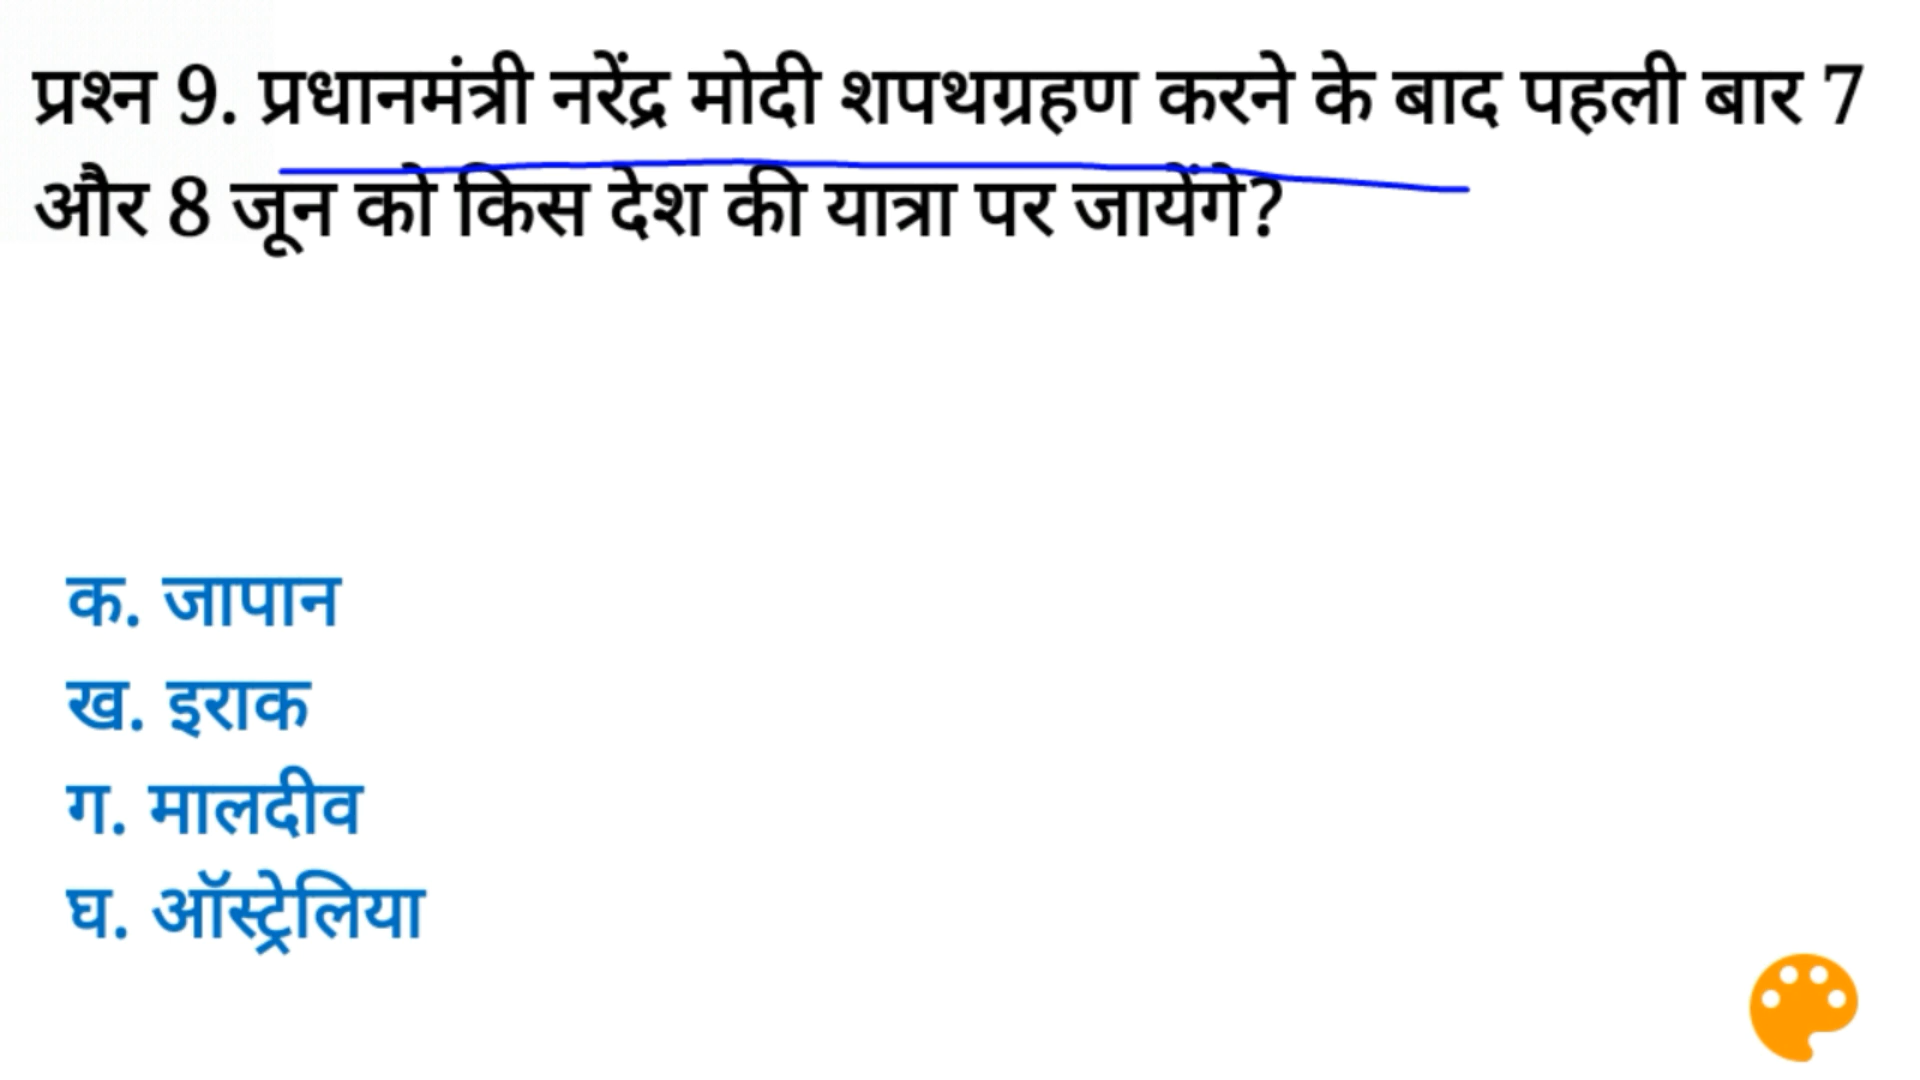 प्रश्न 9. प्रधानमंत्री नरेंद्र मोदी शपथग्रहण करने के बाद पहली बार 7
और 8 जून को किस देश की यात्रा पर जायेंगे?
क. जापान
ख. इराक
ग. मालदीव
घ. ऑस्ट्रेलिया